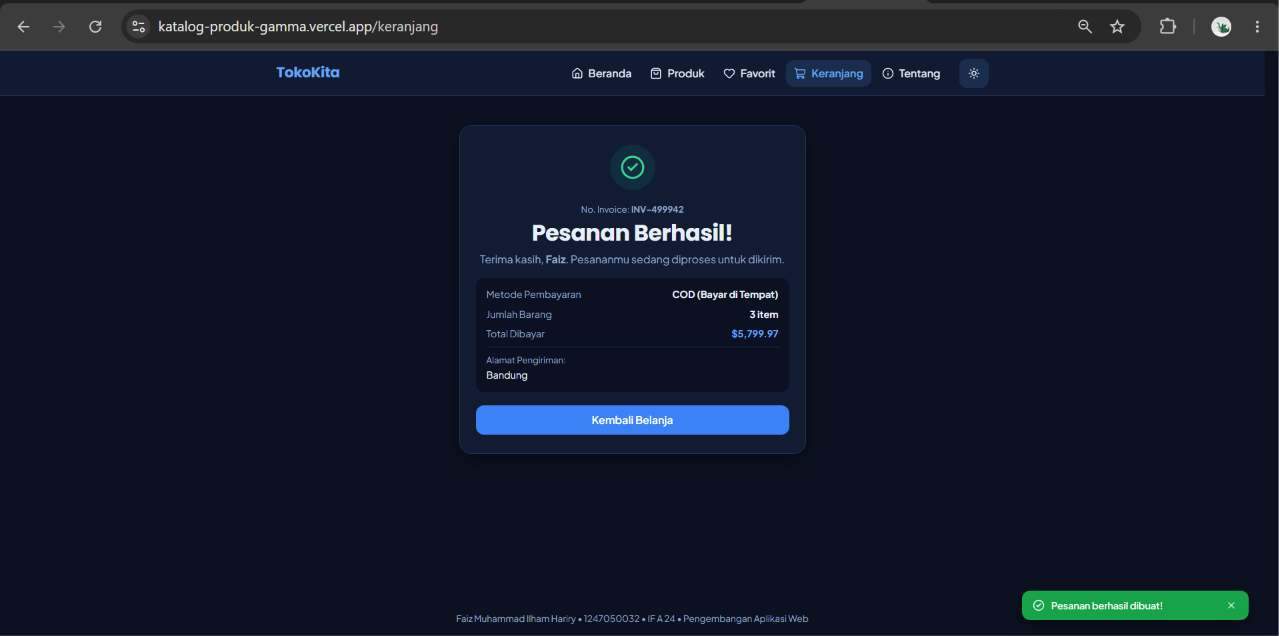 katalog-produk-gamma.vercel.app/keranjang
TokoKita
Beranda
Produk
Favorit
Keranjang
Tentang
No. Invoice: INV-499942
Pesanan Berhasil!
Terima kasih, Faiz. Pesananmu sedang diproses untuk dikirim.
Metode Pembayaran COD (Bayar di Tempat)
Jumlah Barang 3 item
Total Dibayar $5,799.97
Alamat Pengiriman:
Bandung
Kembali Belanja
Pesanan berhasil dibuat!
Faiz Muhammad Ilham Hariry • 1247050032 • IF A 24 • Pengembangan Aplikasi Web